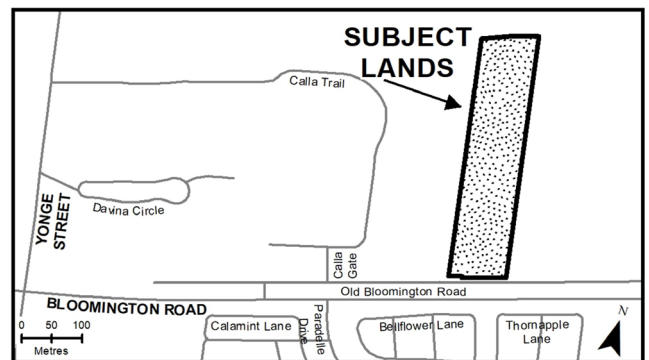 SUBJECT
LANDS
Calla Trail
Davina Circle
YONGE
STREET
Calla
Gate
Old Bloomington Road
BLOOMINGTON ROAD
Calamint Lane
Paradelle
Drive
Bellflower Lane
Thornapple
Lane
0 50 100
Metres
N